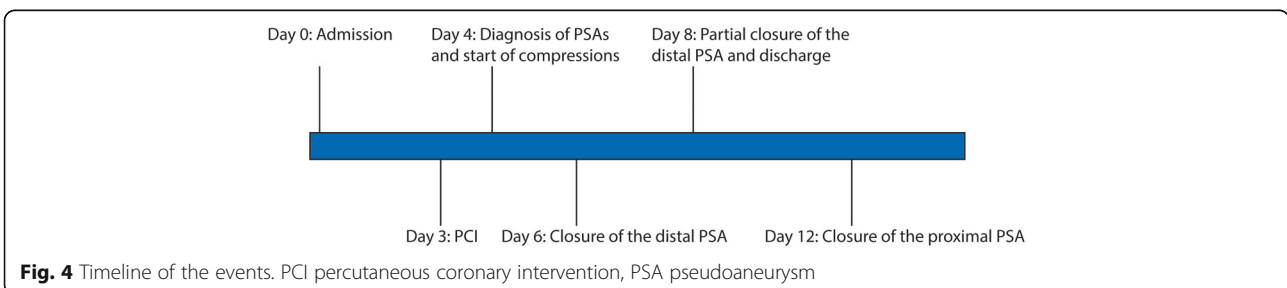 Day 0: Admission
Day 4: Diagnosis of PSAs
and start of compressions
Day 8: Partial closure of the
distal PSA and discharge
Day 3: PCI
Day 6: Closure of the distal PSA
Day 12: Closure of the proximal PSA
Fig. 4 Timeline of the events. PCI percutaneous coronary intervention, PSA pseudoaneurysm